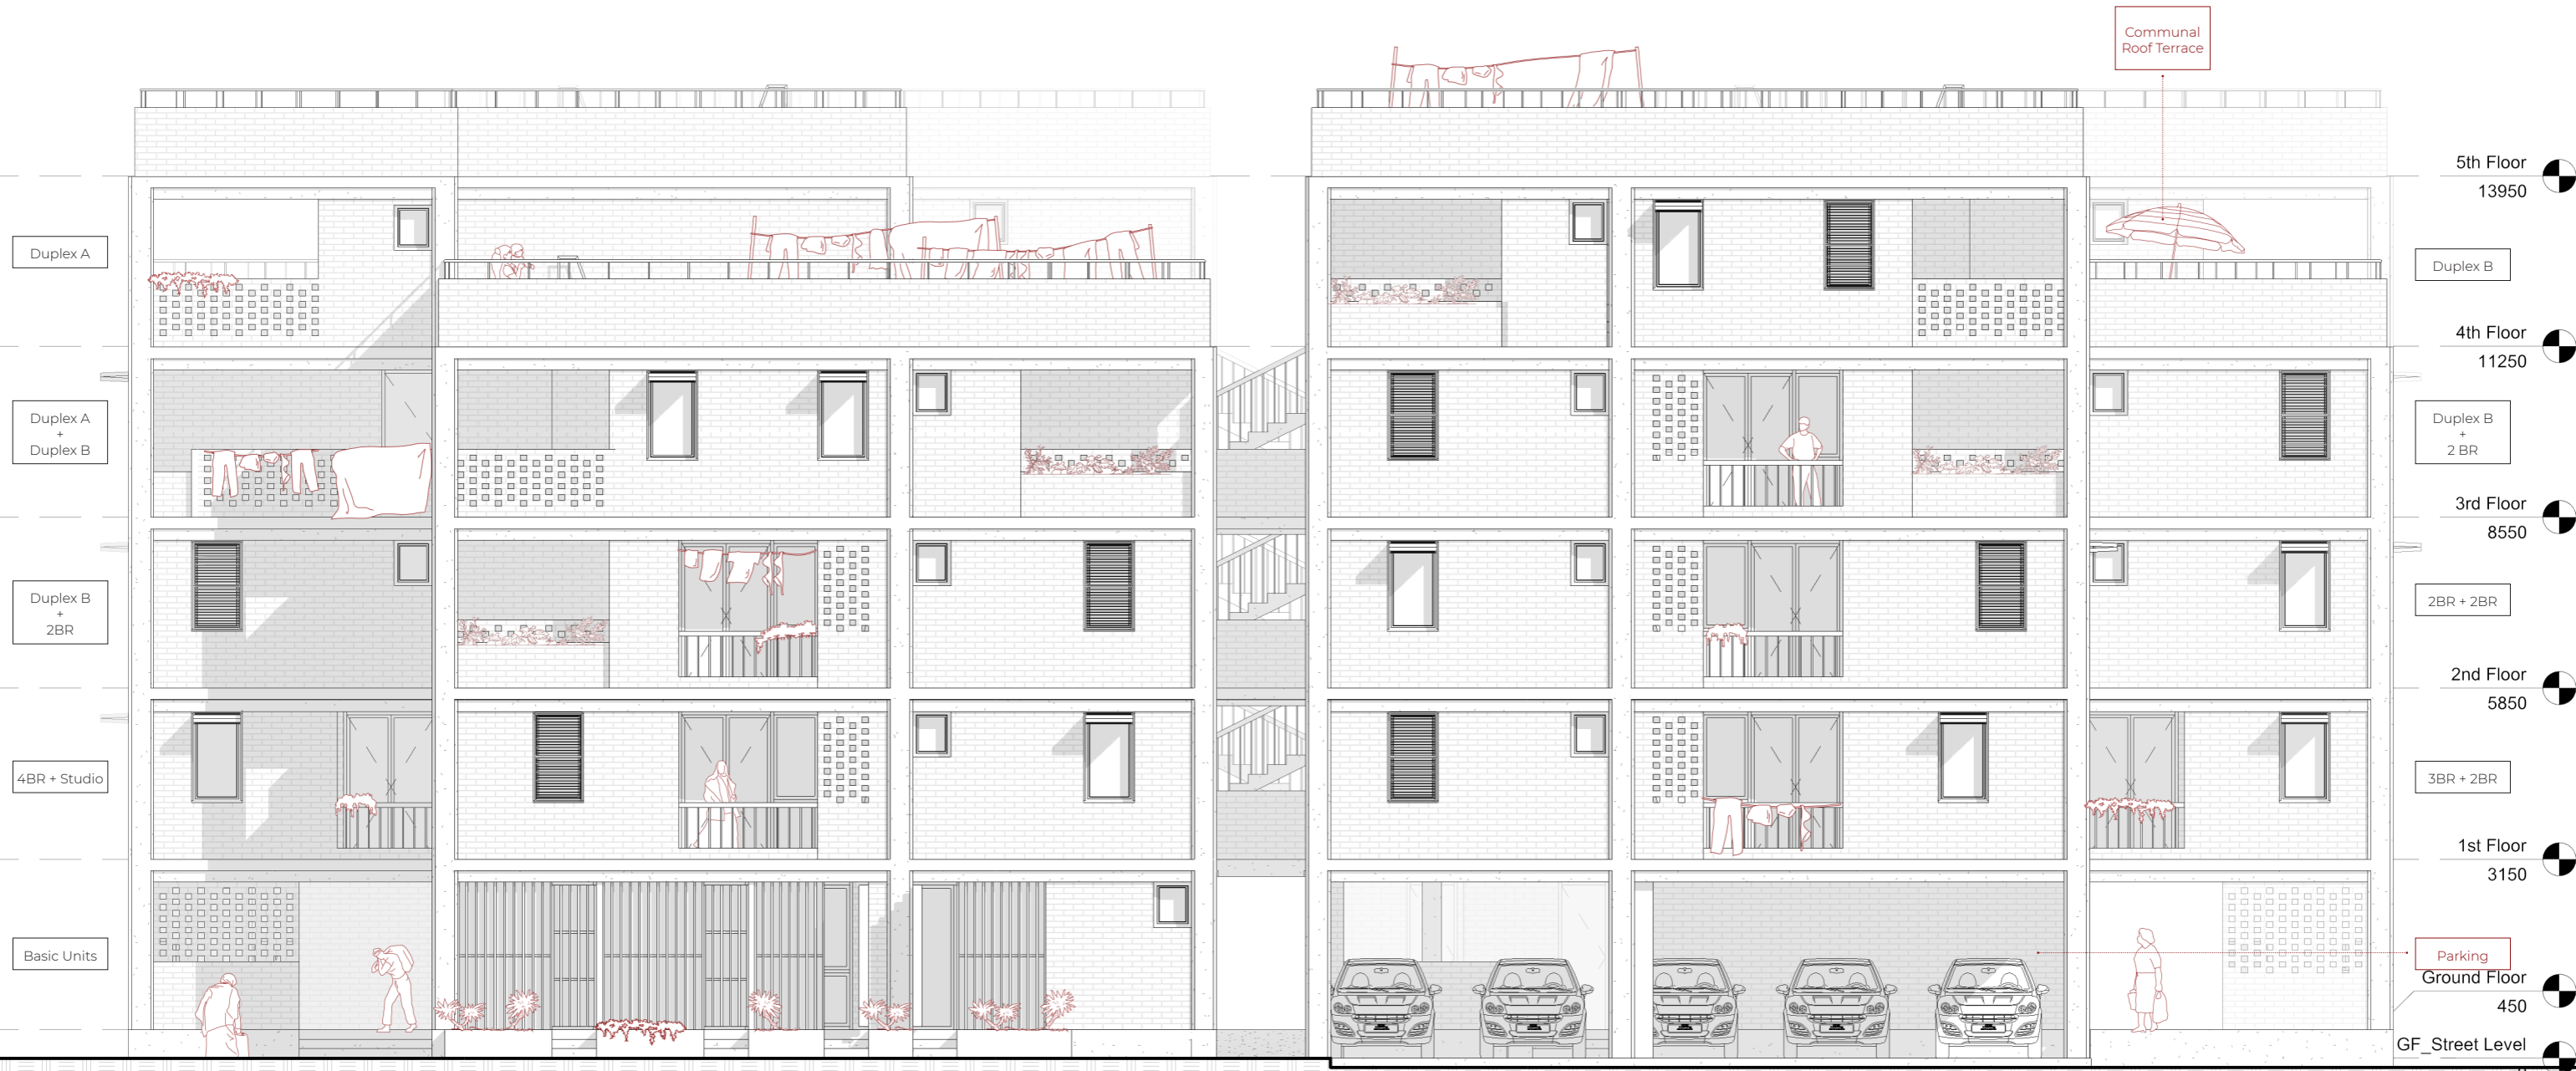 Communal
Roof Terrace
5th Floor
13950
Duplex A
Duplex B
4th Floor
11250
Duplex A
+
Duplex B
Duplex B
+
2 BR
3rd Floor
8550
Duplex B
+
2BR
2BR + 2BR
2nd Floor
5850
4BR + Studio
3BR + 2BR
1st Floor
3150
Basic Units
Parking
Ground Floor
450
GF_Street Level